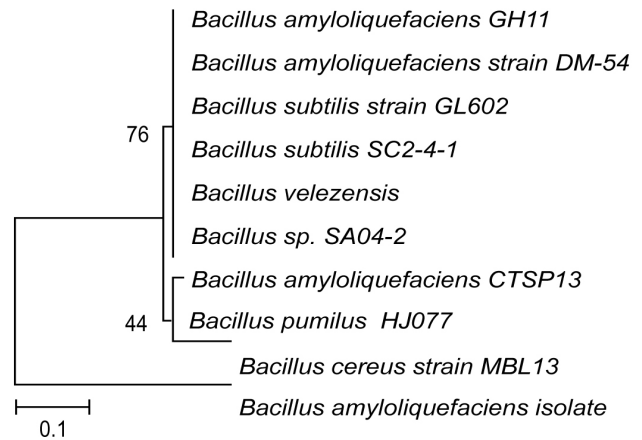 Bacillus amyloliquefaciens GH11
Bacillus amyloliquefaciens strain DM-54
Bacillus subtilis strain GL602
76
Bacillus subtilis SC2-4-1
Bacillus velezensis
Bacillus sp. SA04-2
Bacillus amyloliquefaciens CTSP13
44
Bacillus pumilus HJ077
Bacillus cereus strain MBL13
Bacillus amyloliquefaciens isolate
0.1